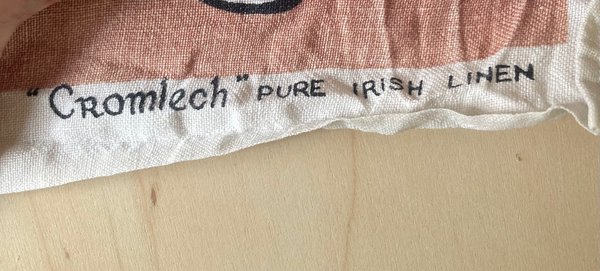 "Cromlech" PURE IRISH LINEN